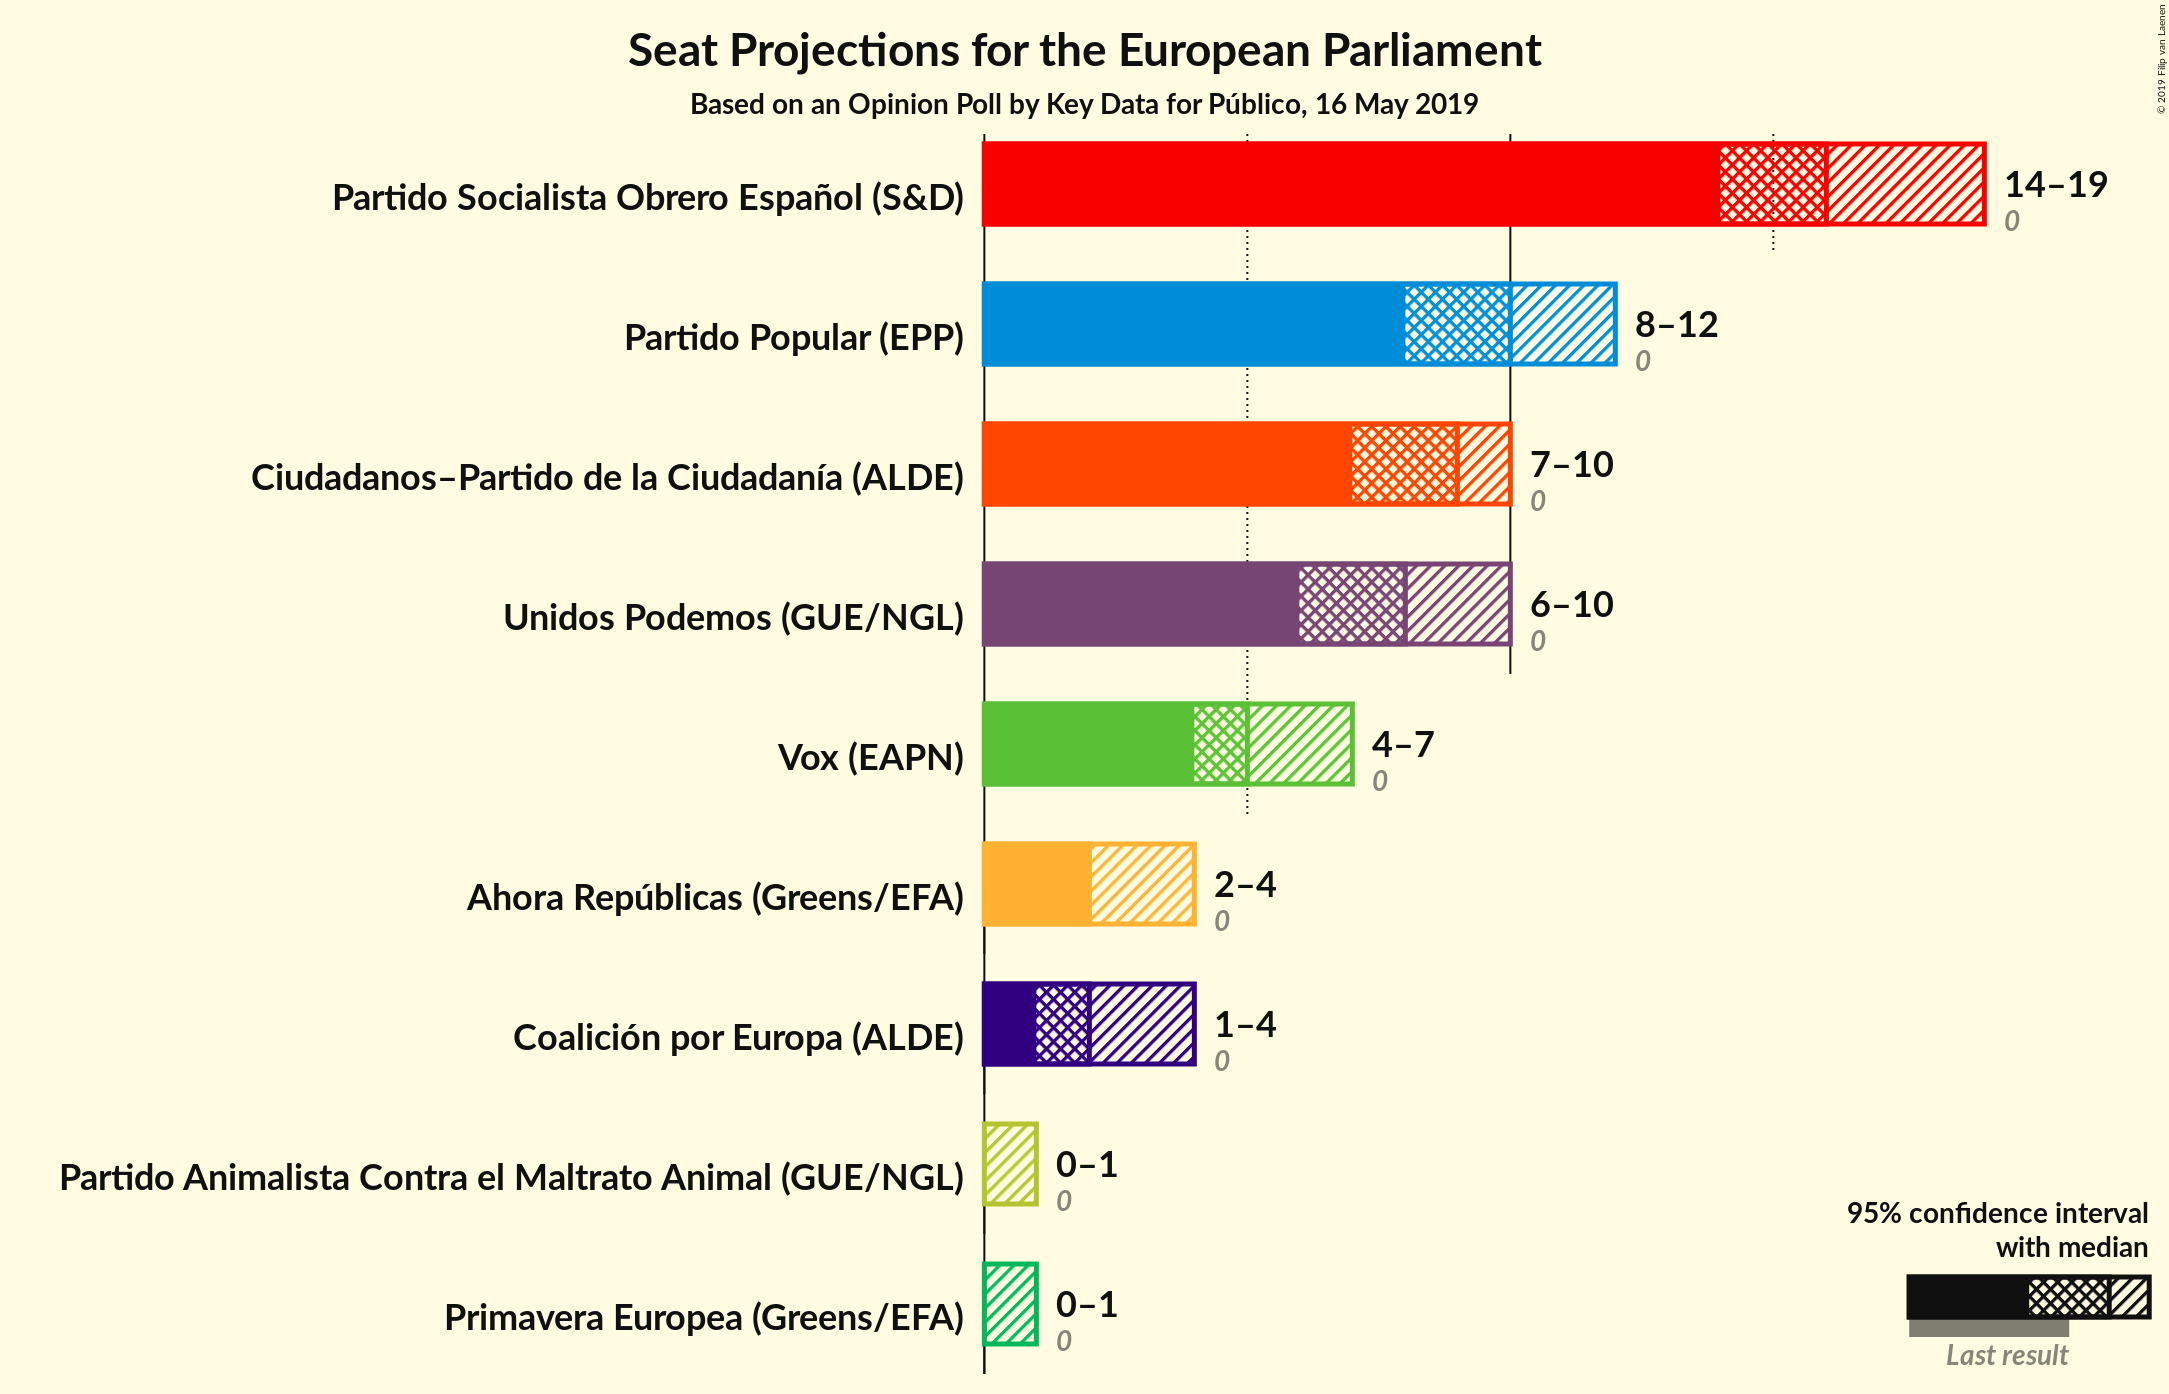 Seat Projections for the European Parliament
Based on an Opinion Poll by Key Data for Público, 16 May 2019
© 2019 Filip van Laenen
Partido Socialista Obrero Español (S&D)
14–19
0
Partido Popular (EPP)
8–12
0
Ciudadanos–Partido de la Ciudadanía (ALDE)
7–10
0
Unidos Podemos (GUE/NGL)
6–10
0
Vox (EAPN)
4–7
0
Ahora Repúblicas (Greens/EFA)
2–4
0
Coalición por Europa (ALDE)
1–4
0
Partido Animalista Contra el Maltrato Animal (GUE/NGL)
0–1
0
Primavera Europea (Greens/EFA)
0–1
0
95% confidence interval
with median
Last result